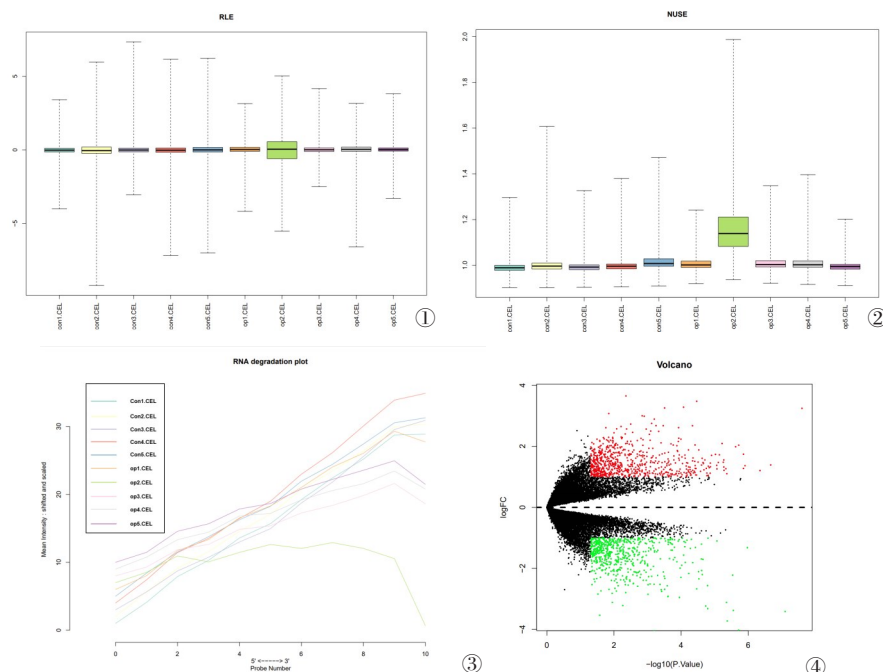 RLE
5
0
-5
con1.CEL
con2.CEL
con3.CEL
con4.CEL
con5.CEL
op1.CEL
op2.CEL
op3.CEL
op4.CEL
op5.CEL
①
NUSE
2.0
1.8
1.6
1.4
1.2
1.0
con1.CEL
con2.CEL
con3.CEL
con4.CEL
con5.CEL
op1.CEL
op2.CEL
op3.CEL
op4.CEL
op5.CEL
②
RNA degradation plot
Con1.CEL
Con2.CEL
Con3.CEL
Con4.CEL
Con5.CEL
op1.CEL
op2.CEL
op3.CEL
op4.CEL
op5.CEL
Mean Intensity : shifted and scaled
30
20
10
0
0 2 4 6 8 10
5' <-----> 3'
Probe Number
③
Volcano
4
2
0
-2
-4
logFC
0 2 4 6
−log10(P.Value)
④